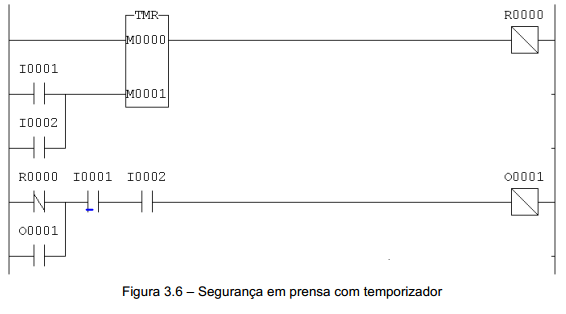 TMR R0000
M0000
I0001
M0001
I0002
R0000 I0001 I0002 O0001
O0001
Figura 3.6 – Segurança em prensa com temporizador